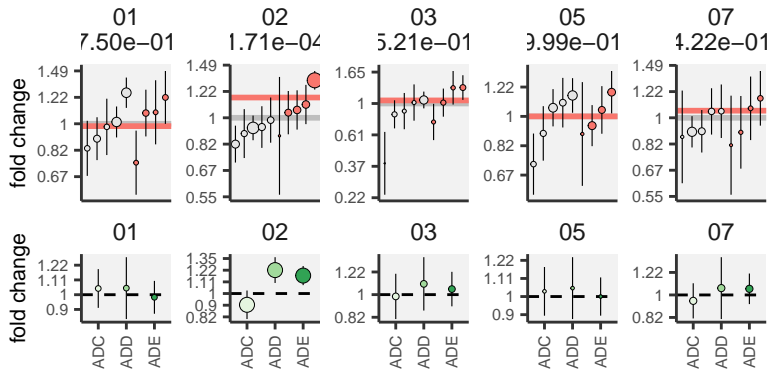 01 02 03 05 07
7.50e−01 1.71e−04 5.21e−01 9.99e−01 4.22e−01
fold change
1.49 1.22 1 0.82 0.67
1.49 1.22 1 0.82 0.67 0.55
1.65 1 0.61 0.37 0.22
1.22 1 0.82 0.67
1.49 1.22 1 0.82 0.67 0.55
01 02 03 05 07
fold change
1.22 1.11 1 0.9
1.35 1.22 1.11 1 0.9 0.82
1.22 1 0.82
1.22 1.11 1 0.9
1.22 1 0.82
ADC ADD ADE ADC ADD ADE ADC ADD ADE ADC ADD ADE ADC ADD ADE